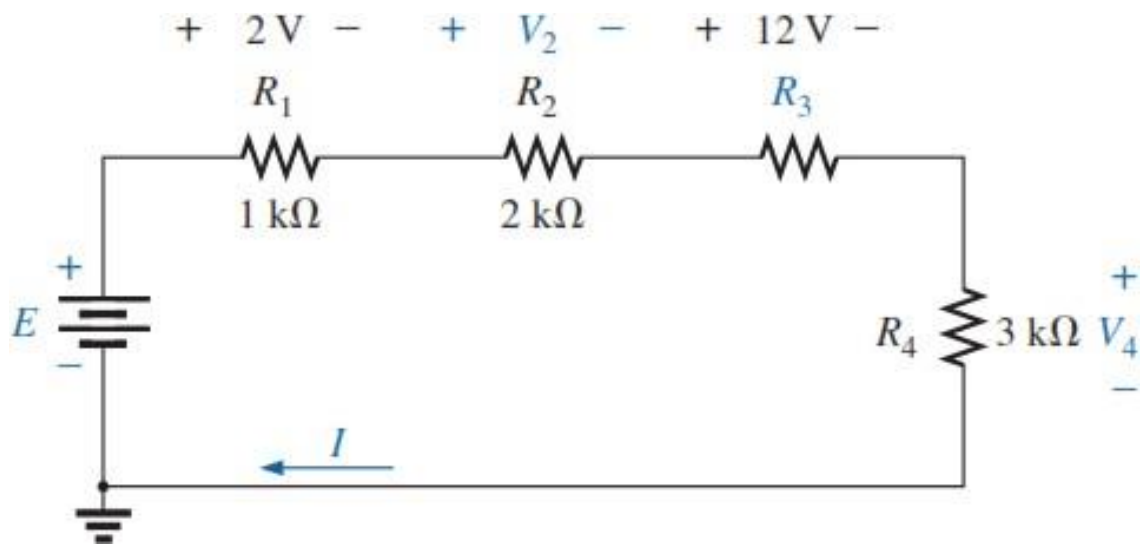 + 2 V − + V₂ − + 12 V −
R₁ R₂ R₃
1 kΩ 2 kΩ
+
E
−
R₄ 3 kΩ
+
V₄
−
I